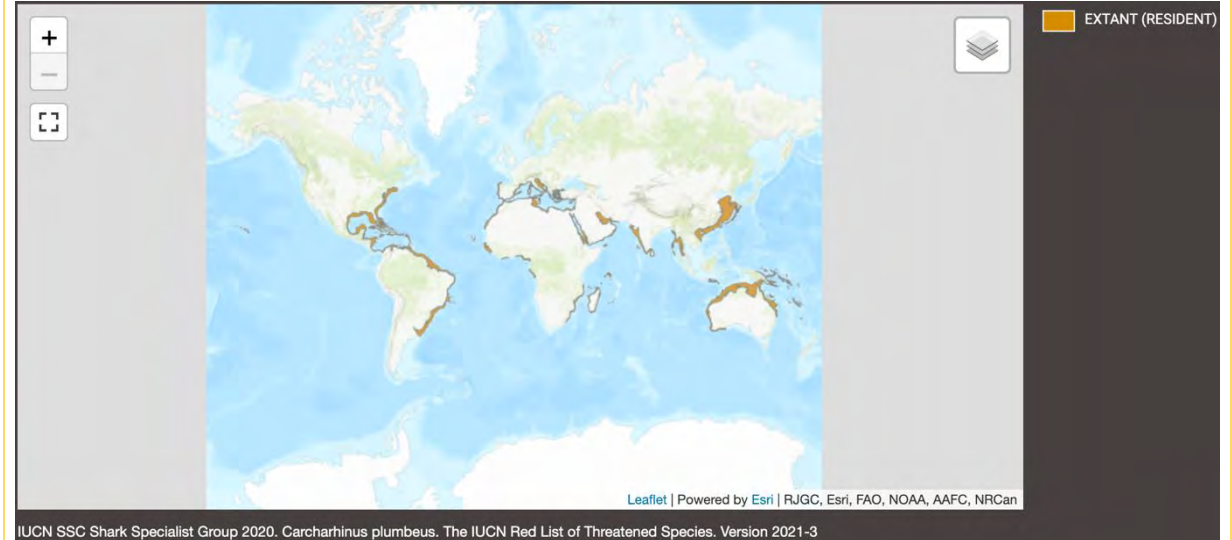 +
EXTANT (RESIDENT)
−
Leaflet | Powered by Esri | RJGC, Esri, FAO, NOAA, AAFC, NRCan
IUCN SSC Shark Specialist Group 2020. Carcharhinus plumbeus. The IUCN Red List of Threatened Species. Version 2021-3